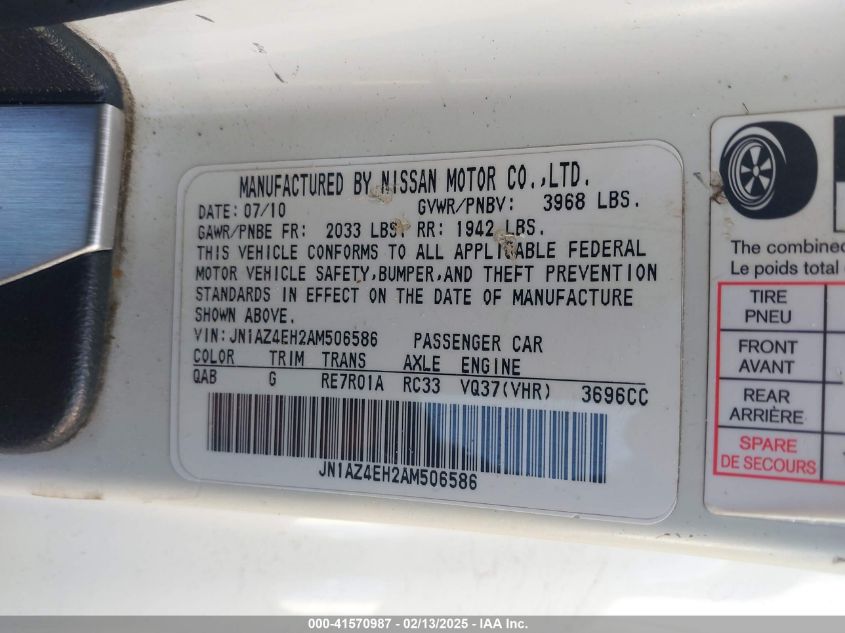 MANUFACTURED BY NISSAN MOTOR CO.,LTD.
DATE: 07/10 GVWR/PNBV: 3968 LBS.
GAWR/PNBE FR: 2033 LBS RR: 1942 LBS.
THIS VEHICLE CONFORMS TO ALL APPLICABLE FEDERAL
MOTOR VEHICLE SAFETY,BUMPER,AND THEFT PREVENTION
STANDARDS IN EFFECT ON THE DATE OF MANUFACTURE
SHOWN ABOVE.
VIN: JN1AZ4EH2AM506586 PASSENGER CAR
COLOR TRIM TRANS AXLE ENGINE
QAB G RE7R01A RC33 VQ37(VHR) 3696CC
JN1AZ4EH2AM506586
The combined
Le poids total
TIRE
PNEU
FRONT
AVANT
REAR
ARRIÈRE
SPARE
DE SECOURS
000-41570987 - 02/13/2025 - IAA Inc.